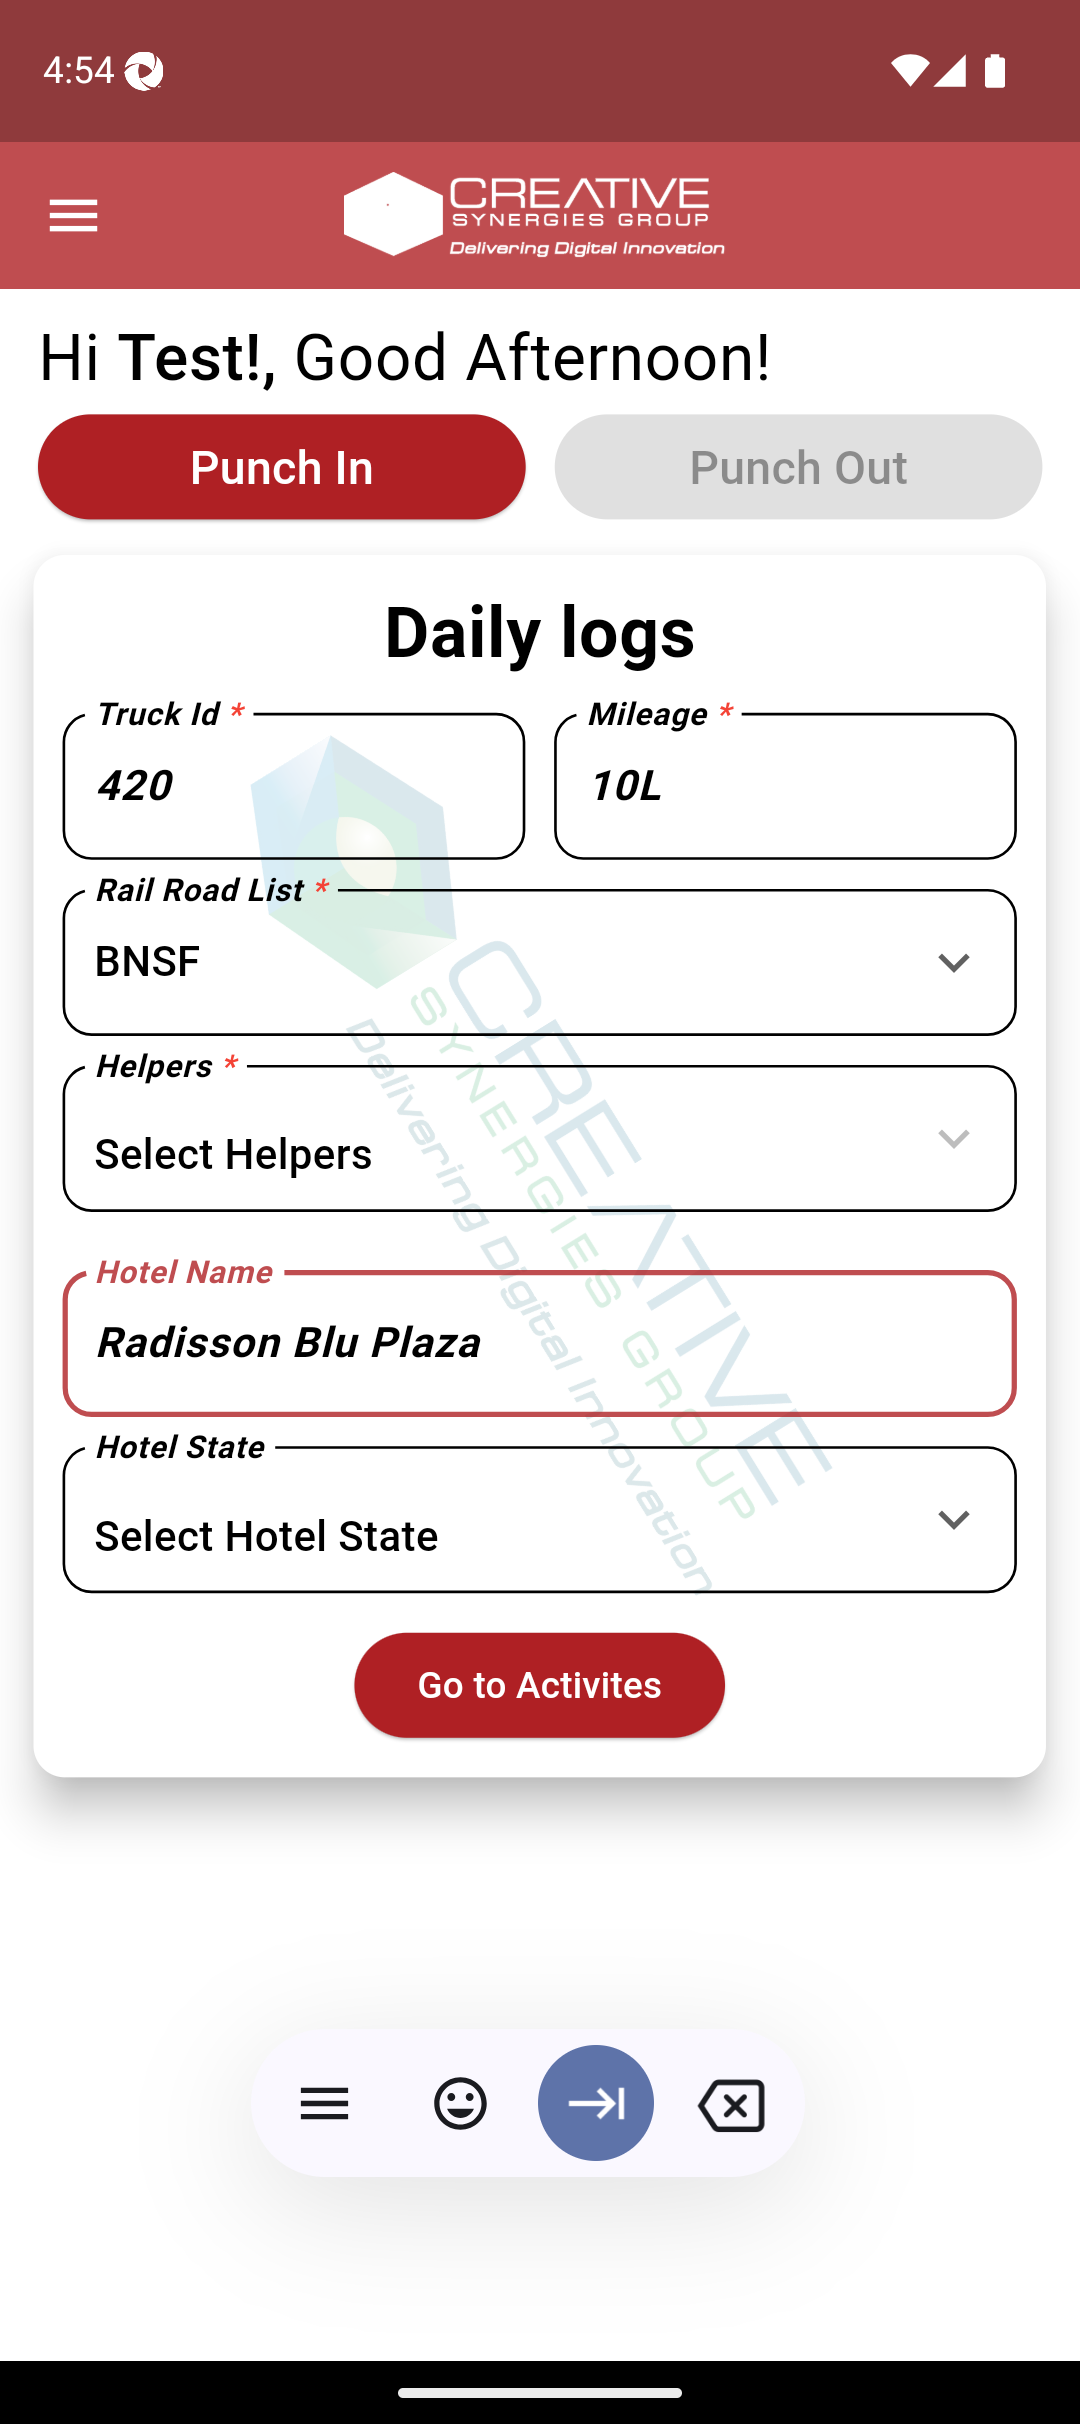 4:54
CREATIVE
SYNERGIES GROUP
Delivering Digital Innovation
Hi Test!, Good Afternoon!
Punch In
Punch Out
Daily logs
Truck Id *
420
Mileage *
10L
Rail Road List *
BNSF
Helpers *
Select Helpers
Hotel Name
Radisson Blu Plaza
Hotel State
Select Hotel State
CREATIVE
SYNERGIES GROUP
Delivering Digital Innovation
Go to Activites